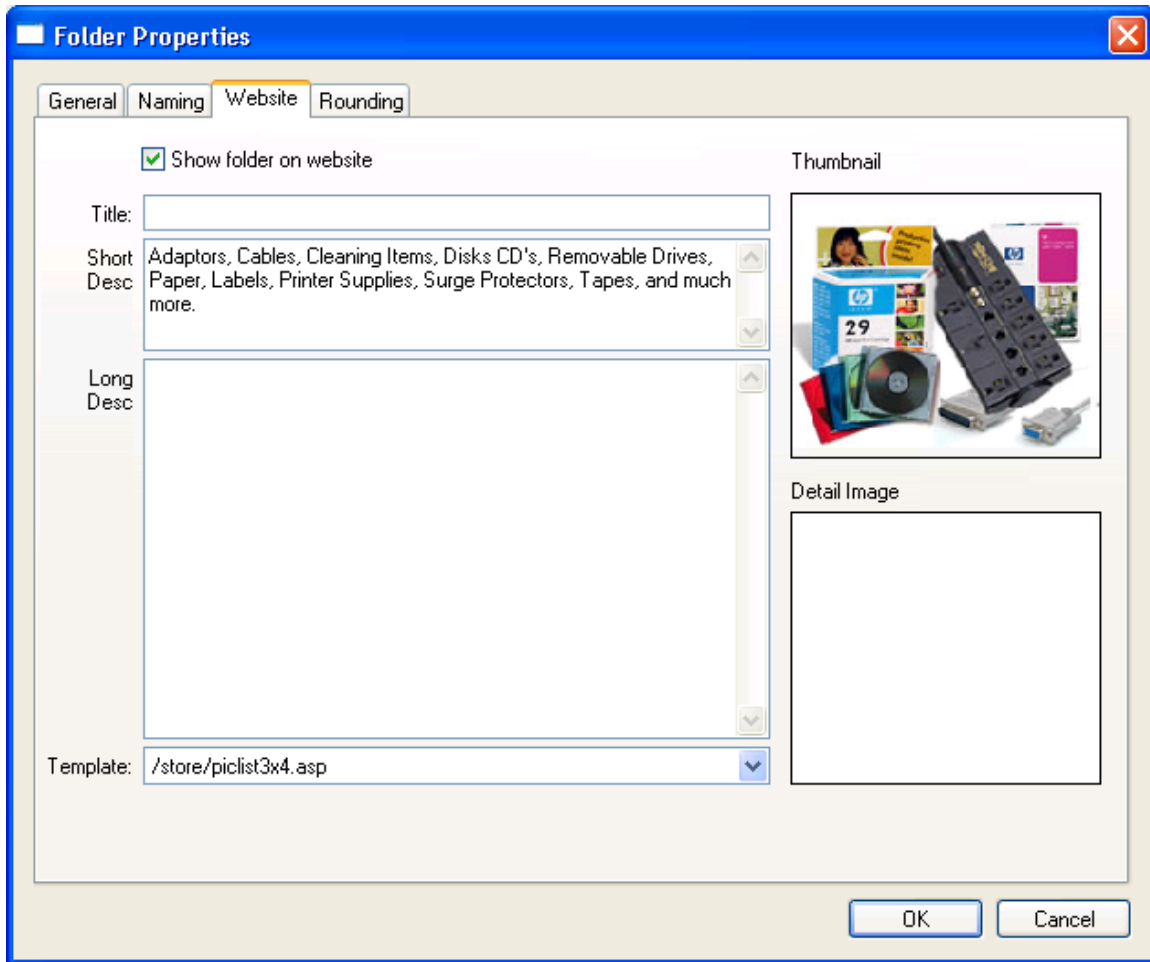 Folder Properties
General Naming Website Rounding
Show folder on website
Thumbnail
Title:
Short
Desc
Adaptors, Cables, Cleaning Items, Disks CD's, Removable Drives,
Paper, Labels, Printer Supplies, Surge Protectors, Tapes, and much
more.
hp
29
Long
Desc
Detail Image
Template: /store/piclist3x4.asp
OK Cancel